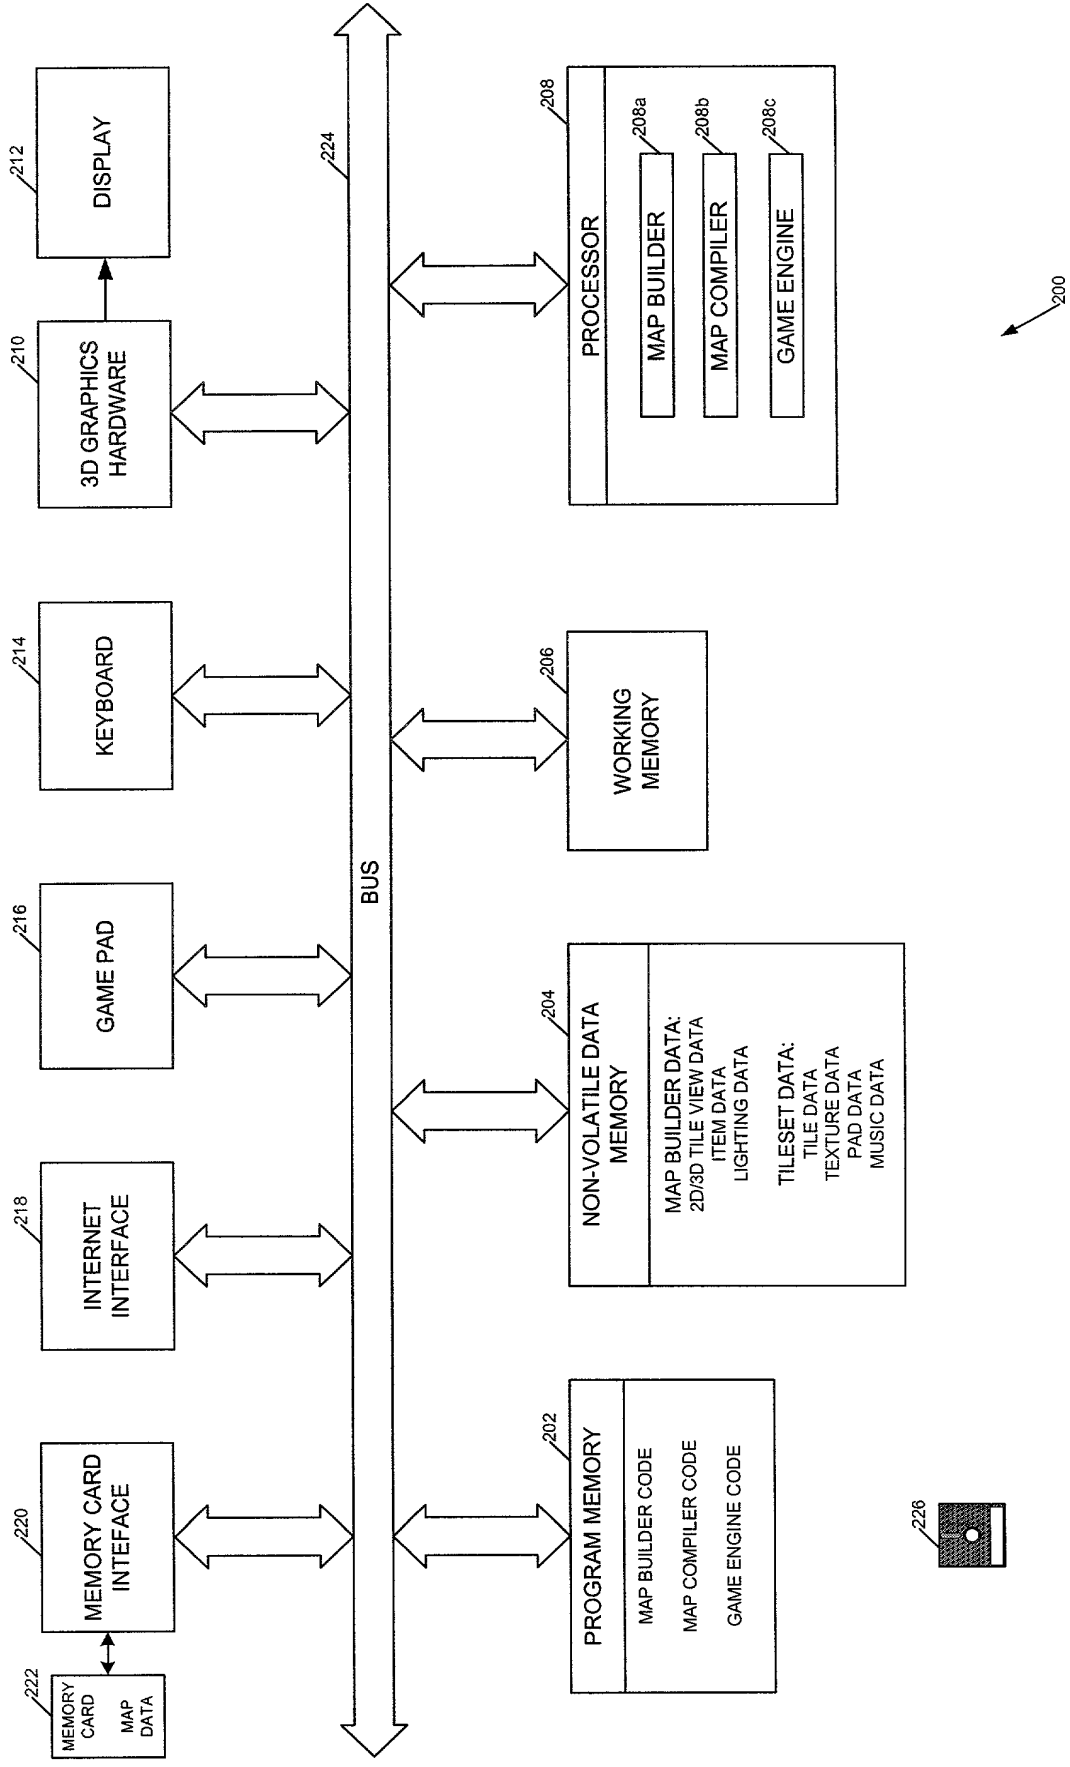 222
MEMORY
CARD
MAP
DATA
220
MEMORY CARD
INTEFACE
218
INTERNET
INTERFACE
216
GAME PAD
214
KEYBOARD
210
3D GRAPHICS
HARDWARE
212
DISPLAY
BUS
224
202
PROGRAM MEMORY
MAP BUILDER CODE
MAP COMPILER CODE
GAME ENGINE CODE
204
NON-VOLATILE DATA
MEMORY
MAP BUILDER DATA:
2D/3D TILE VIEW DATA
ITEM DATA
LIGHTING DATA
TILESET DATA:
TILE DATA
TEXTURE DATA
PAD DATA
MUSIC DATA
206
WORKING
MEMORY
208
PROCESSOR
208a
MAP BUILDER
208b
MAP COMPILER
208c
GAME ENGINE
226
200